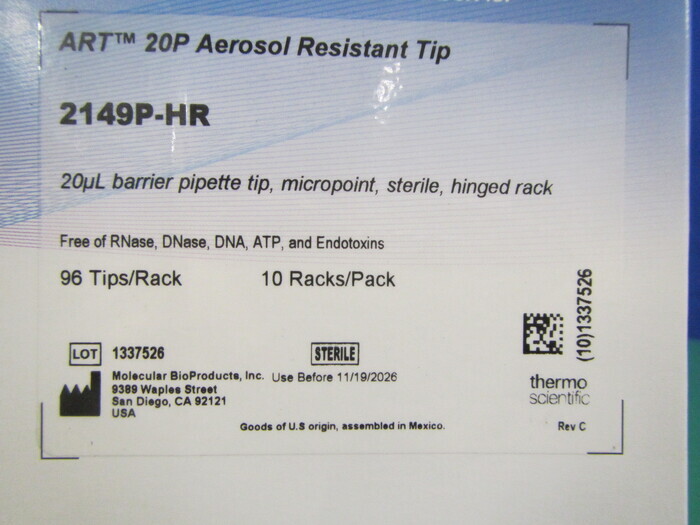 ART™ 20P Aerosol Resistant Tip
2149P-HR
20µL barrier pipette tip, micropoint, sterile, hinged rack
Free of RNase, DNase, DNA, ATP, and Endotoxins
96 Tips/Rack 10 Racks/Pack
(10)1337526
LOT 1337526 STERILE
Molecular BioProducts, Inc. Use Before 11/19/2026
9389 Waples Street
San Diego, CA 92121
USA
thermo
scientific
Goods of U.S origin, assembled in Mexico. Rev C